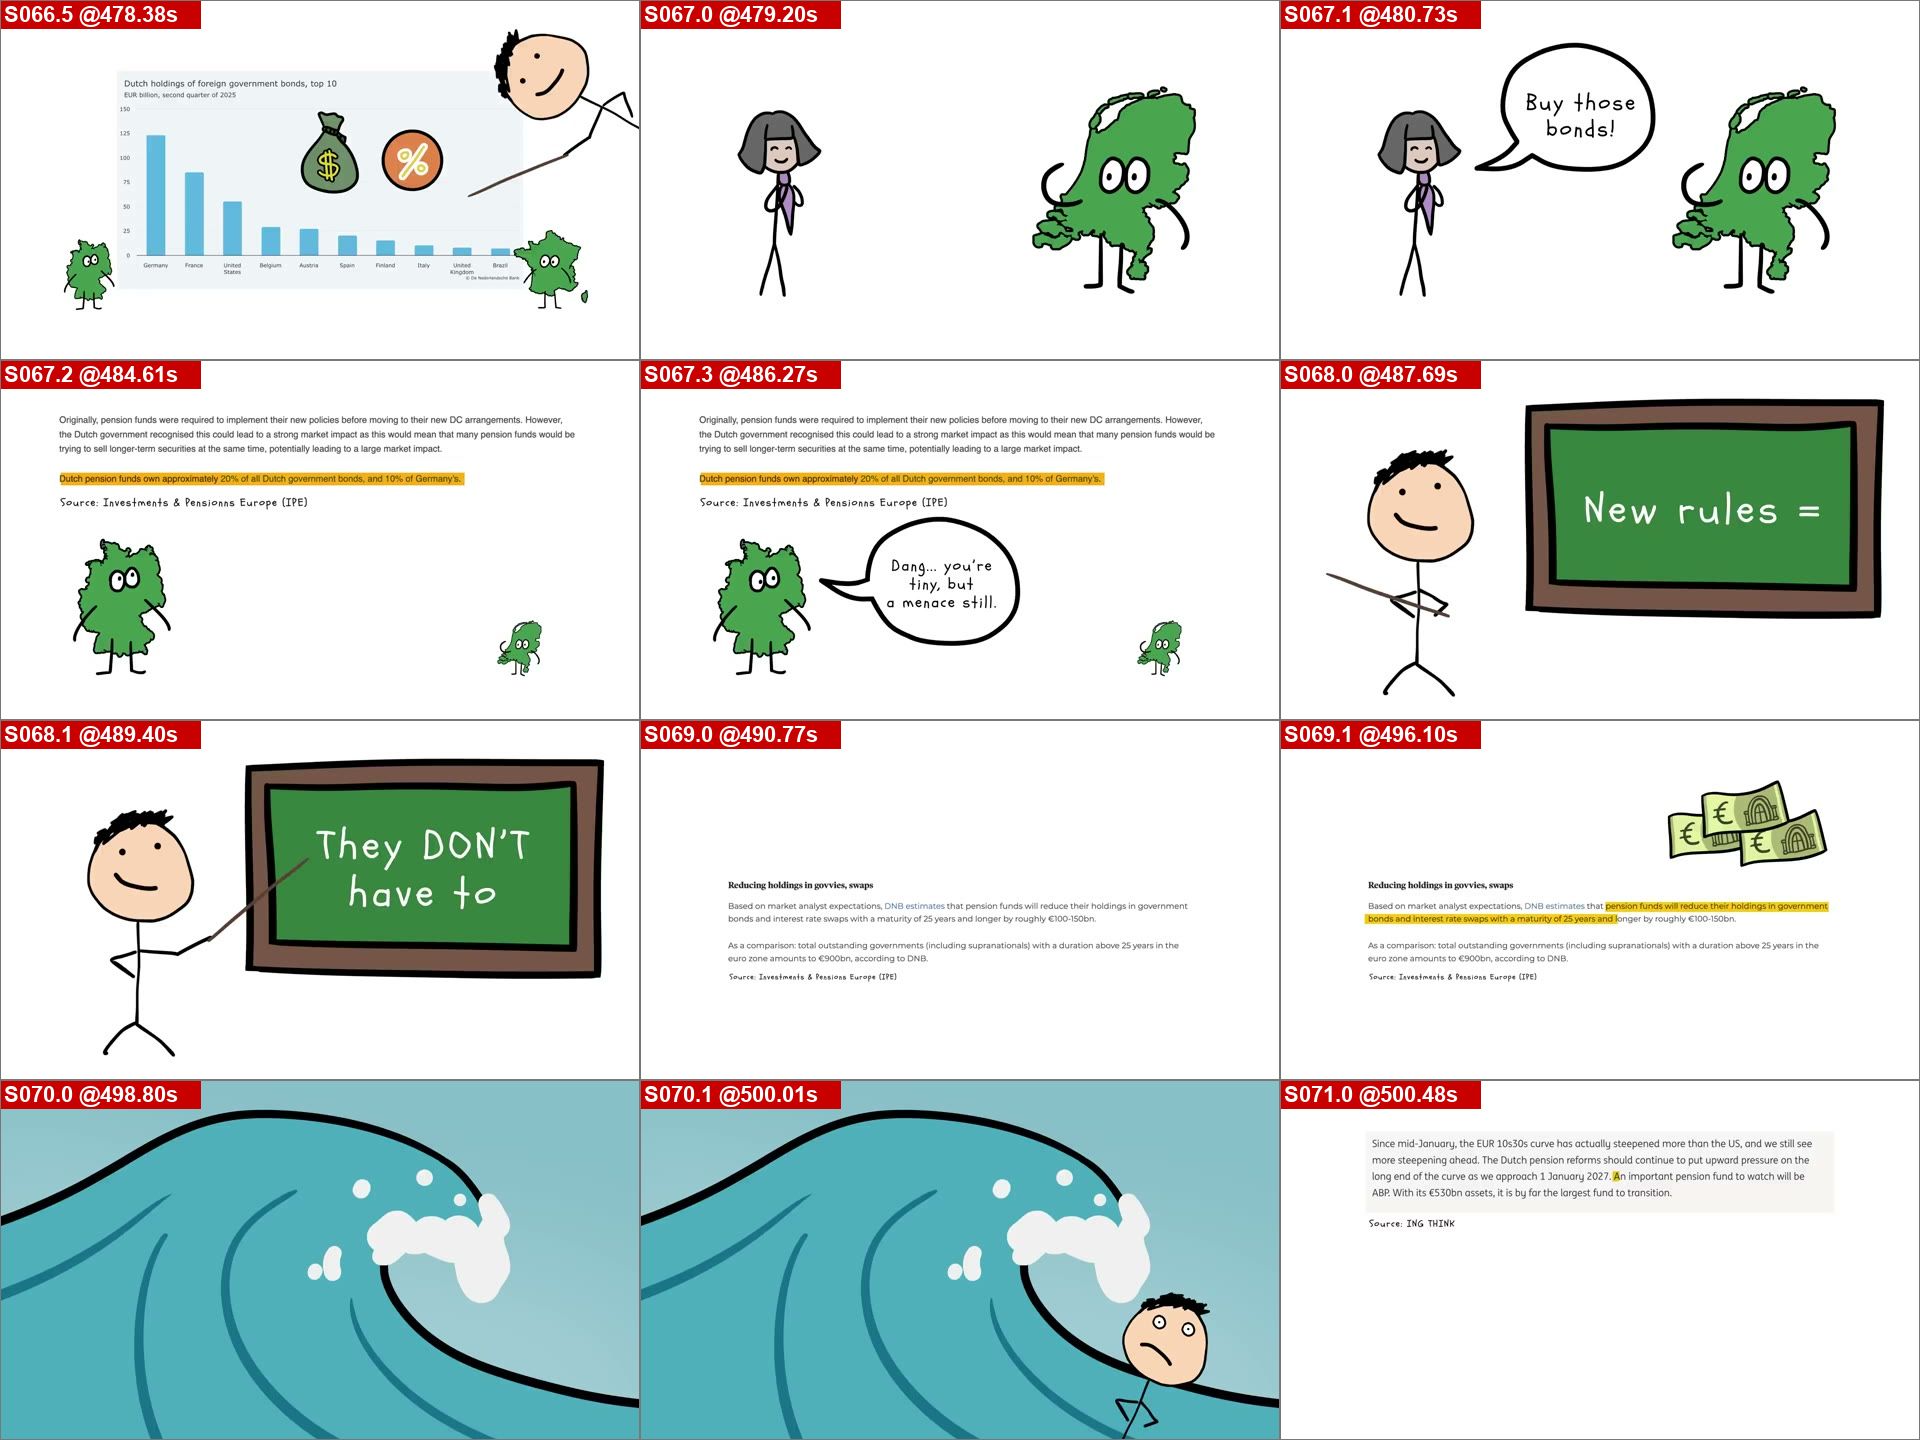 S066.5 @478.38s
Dutch holdings of foreign government bonds, top 10
EUR billion, second quarter of 2025
150
125
100
75
50
25
0
$
%
Germany France United States Belgium Austria Spain Finland Italy United Kingdom Brazil
© De Nederlandsche Bank
S067.0 @479.20s
S067.1 @480.73s
Buy those
bonds!
S067.2 @484.61s
Originally, pension funds were required to implement their new policies before moving to their new DC arrangements. However,
the Dutch government recognised this could lead to a strong market impact as this would mean that many pension funds would be
trying to sell longer-term securities at the same time, potentially leading to a large market impact.
Dutch pension funds own approximately 20% of all Dutch government bonds, and 10% of Germany's.
Source: Investments & Pensionns Europe (IPE)
S067.3 @486.27s
Originally, pension funds were required to implement their new policies before moving to their new DC arrangements. However,
the Dutch government recognised this could lead to a strong market impact as this would mean that many pension funds would be
trying to sell longer-term securities at the same time, potentially leading to a large market impact.
Dutch pension funds own approximately 20% of all Dutch government bonds, and 10% of Germany's.
Source: Investments & Pensionns Europe (IPE)
Dang... you're
tiny, but
a menace still.
S068.0 @487.69s
New rules =
S068.1 @489.40s
They DON'T
have to
S069.0 @490.77s
Reducing holdings in govvies, swaps
Based on market analyst expectations, DNB estimates that pension funds will reduce their holdings in government
bonds and interest rate swaps with a maturity of 25 years and longer by roughly €100-150bn.
As a comparison: total outstanding governments (including supranationals) with a duration above 25 years in the
euro zone amounts to €900bn, according to DNB.
Source: Investments & Pensions Europe (IPE)
S069.1 @496.10s
€ € €
Reducing holdings in govvies, swaps
Based on market analyst expectations, DNB estimates that pension funds will reduce their holdings in government
bonds and interest rate swaps with a maturity of 25 years and longer by roughly €100-150bn.
As a comparison: total outstanding governments (including supranationals) with a duration above 25 years in the
euro zone amounts to €900bn, according to DNB.
Source: Investments & Pensions Europe (IPE)
S070.0 @498.80s
S070.1 @500.01s
S071.0 @500.48s
Since mid-January, the EUR 10s30s curve has actually steepened more than the US, and we still see
more steepening ahead. The Dutch pension reforms should continue to put upward pressure on the
long end of the curve as we approach 1 January 2027. An important pension fund to watch will be
ABP. With its €530bn assets, it is by far the largest fund to transition.
Source: ING THINK